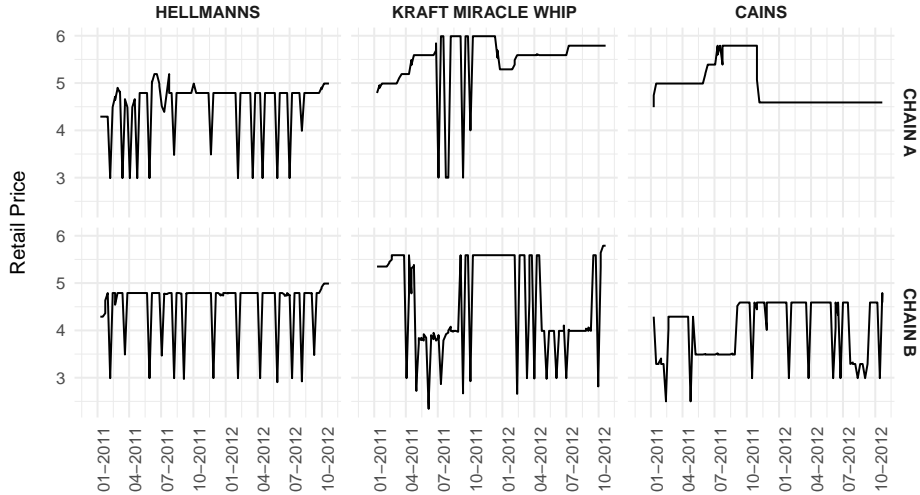 HELLMANNS KRAFT MIRACLE WHIP CAINS
Retail Price
6
5
4
3
CHAIN A
6
5
4
3
CHAIN B
01−2011 04−2011 07−2011 10−2011 01−2012 04−2012 07−2012 10−2012 01−2011 04−2011 07−2011 10−2011 01−2012 04−2012 07−2012 10−2012 01−2011 04−2011 07−2011 10−2011 01−2012 04−2012 07−2012 10−2012